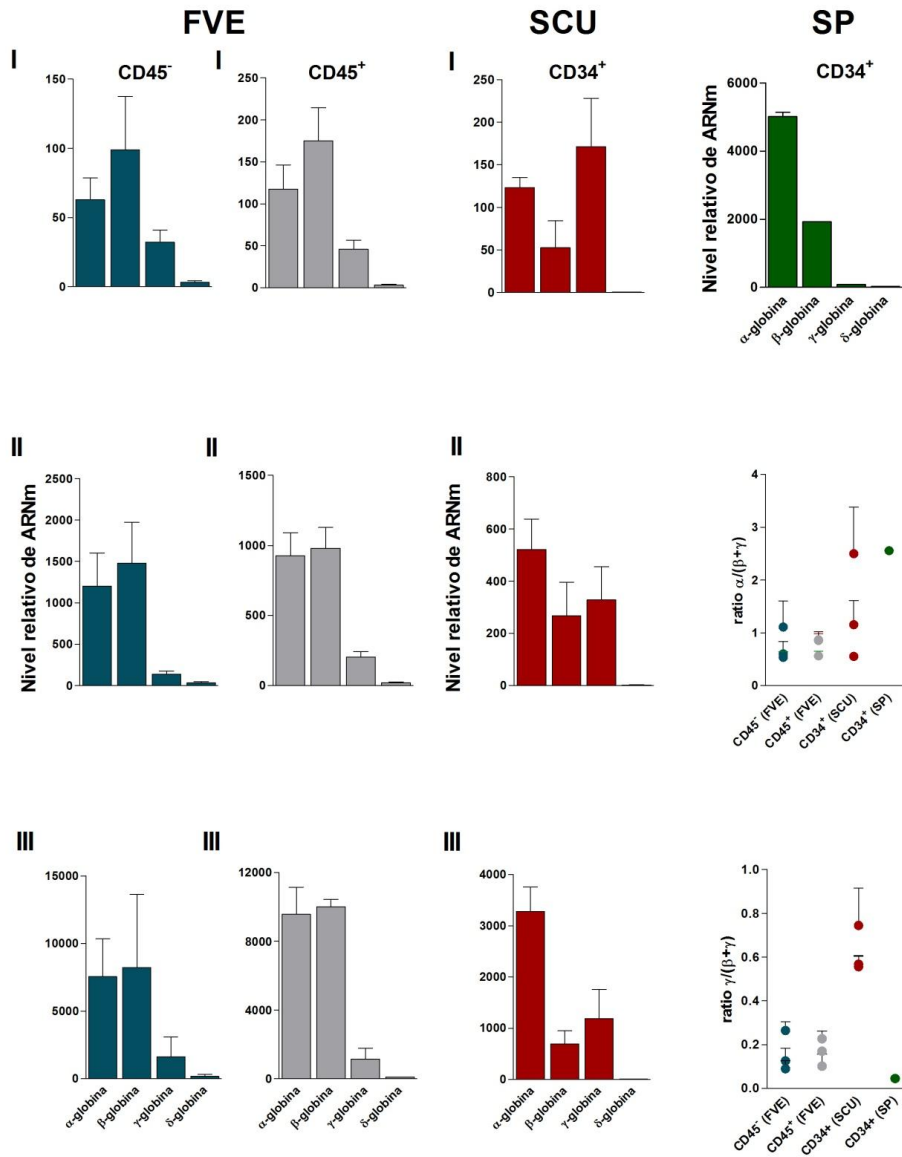 FVE
SCU
SP
I
CD45-
I
CD45+
I
CD34+
CD34+
150
100
50
0
250
200
150
100
50
0
250
200
150
100
50
0
Nivel relativo de ARNm
6000
4000
2000
0
α-globina
β-globina
γ-globina
δ-globina
II
II
II
Nivel relativo de ARNm
2500
2000
1500
1000
500
0
1500
1000
500
0
Nivel relativo de ARNm
800
600
400
200
0
ratio α/(β+γ)
4
3
2
1
0
CD45- (FVE)
CD45+ (FVE)
CD34+ (SCU)
CD34+ (SP)
III
III
III
15000
10000
5000
0
α-globina
β-globina
γ-globina
δ-globina
12000
9000
6000
3000
0
α-globina
β-globina
γ-globina
δ-globina
4000
3000
2000
1000
0
α-globina
β-globina
γ-globina
δ-globina
ratio γ/(β+γ)
1.0
0.8
0.6
0.4
0.2
0.0
CD45- (FVE)
CD45+ (FVE)
CD34+ (SCU)
CD34+ (SP)